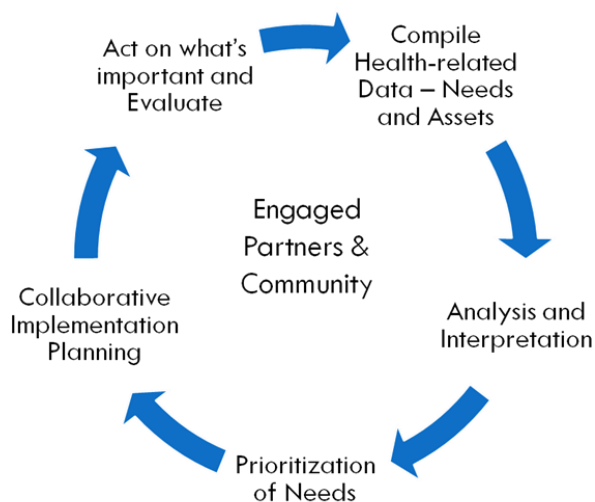 Act on what's
important and
Evaluate
Compile
Health-related
Data – Needs
and Assets
Engaged
Partners &
Community
Analysis and
Interpretation
Prioritization
of Needs
Collaborative
Implementation
Planning